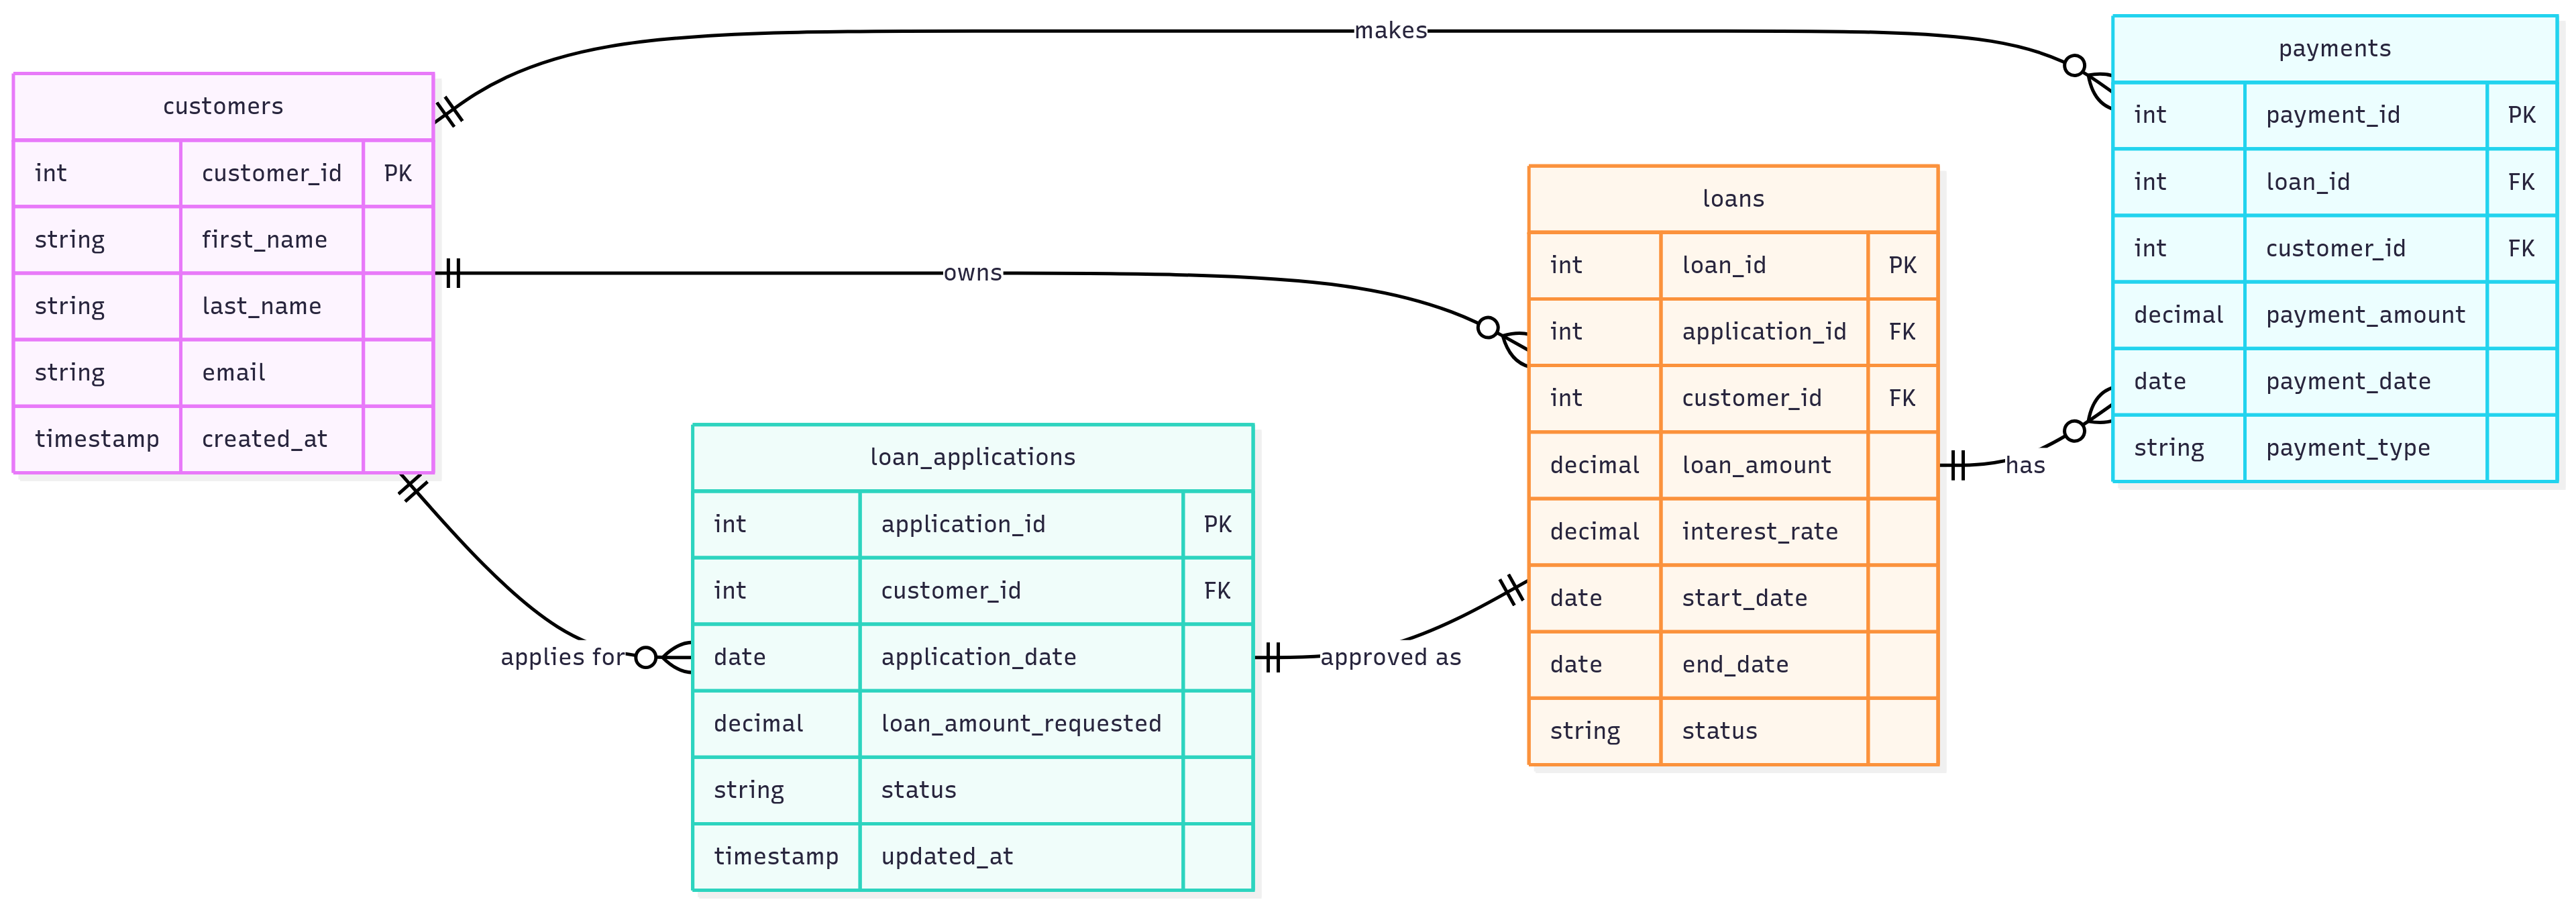 makes
customers
int customer_id PK
string first_name
string last_name
string email
timestamp created_at
owns
applies for
loan_applications
int application_id PK
int customer_id FK
date application_date
decimal loan_amount_requested
string status
timestamp updated_at
approved as
loans
int loan_id PK
int application_id FK
int customer_id FK
decimal loan_amount
decimal interest_rate
date start_date
date end_date
string status
has
payments
int payment_id PK
int loan_id FK
int customer_id FK
decimal payment_amount
date payment_date
string payment_type